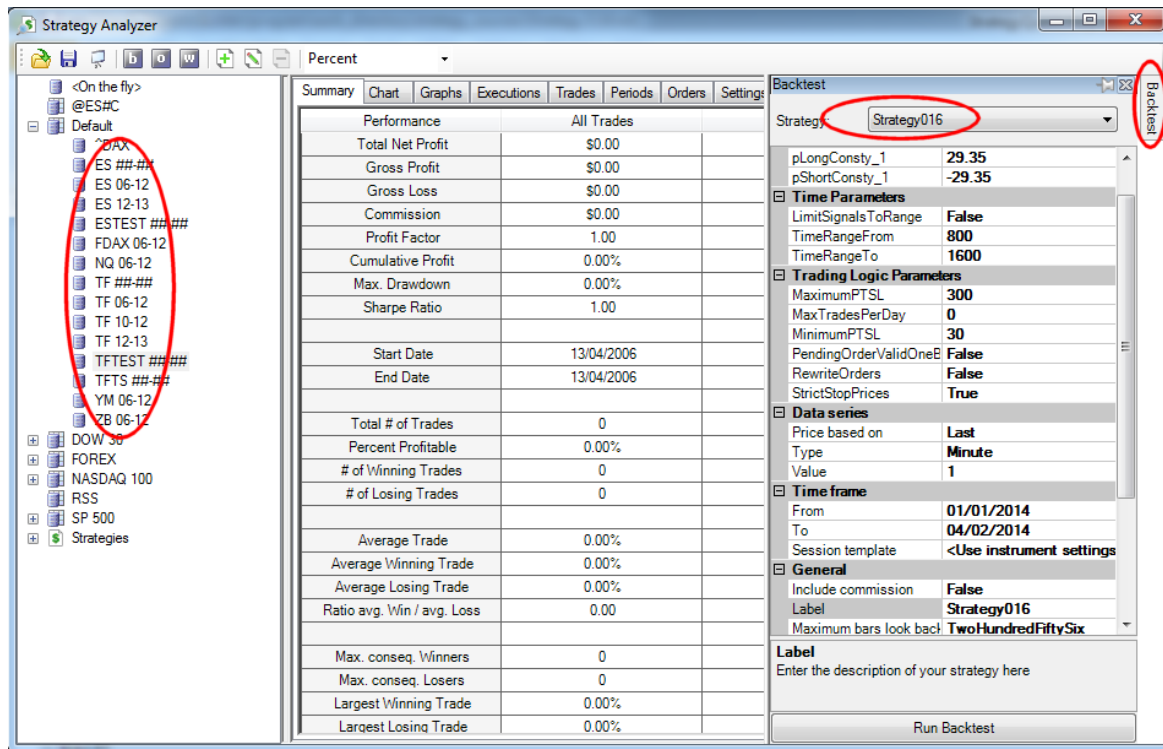 Strategy Analyzer
b o w Percent
<On the fly>
@ES#C
Default
^DAX
ES ##-##
ES 06-12
ES 12-13
ESTEST ##-##
FDAX 06-12
NQ 06-12
TF ##-##
TF 06-12
TF 10-12
TF 12-13
TFTEST ##-##
TFTS ##-##
YM 06-12
ZB 06-12
DOW 30
FOREX
NASDAQ 100
RSS
SP 500
Strategies
Summary Chart Graphs Executions Trades Periods Orders Settings
Performance All Trades
Total Net Profit $0.00
Gross Profit $0.00
Gross Loss $0.00
Commission $0.00
Profit Factor 1.00
Cumulative Profit 0.00%
Max. Drawdown 0.00%
Sharpe Ratio 1.00
Start Date 13/04/2006
End Date 13/04/2006
Total # of Trades 0
Percent Profitable 0.00%
# of Winning Trades 0
# of Losing Trades 0
Average Trade 0.00%
Average Winning Trade 0.00%
Average Losing Trade 0.00%
Ratio avg. Win / avg. Loss 0.00
Max. conseq. Winners 0
Max. conseq. Losers 0
Largest Winning Trade 0.00%
Largest Losing Trade 0.00%
Backtest
Strategy: Strategy016
pLongConsty_1 29.35
pShortConsty_1 -29.35
Time Parameters
LimitSignalsToRange False
TimeRangeFrom 800
TimeRangeTo 1600
Trading Logic Parameters
MaximumPTSL 300
MaxTradesPerDay 0
MinimumPTSL 30
PendingOrderValidOneB False
RewriteOrders False
StrictStopPrices True
Data series
Price based on Last
Type Minute
Value 1
Time frame
From 01/01/2014
To 04/02/2014
Session template <Use instrument settings
General
Include commission False
Label Strategy016
Maximum bars look back TwoHundredFiftySix
Label
Enter the description of your strategy here
Run Backtest
Backtest